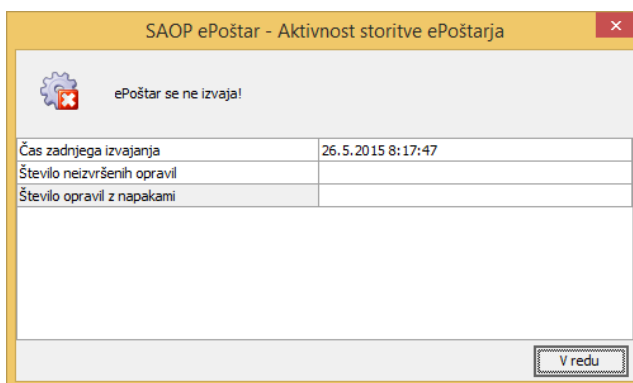 SAOP ePoštar - Aktivnost storitve ePoštarja
ePoštar se ne izvaja!
Čas zadnjega izvajanja 26.5.2015 8:17:47
Število neizvršenih opravil
Število opravil z napakami
V redu